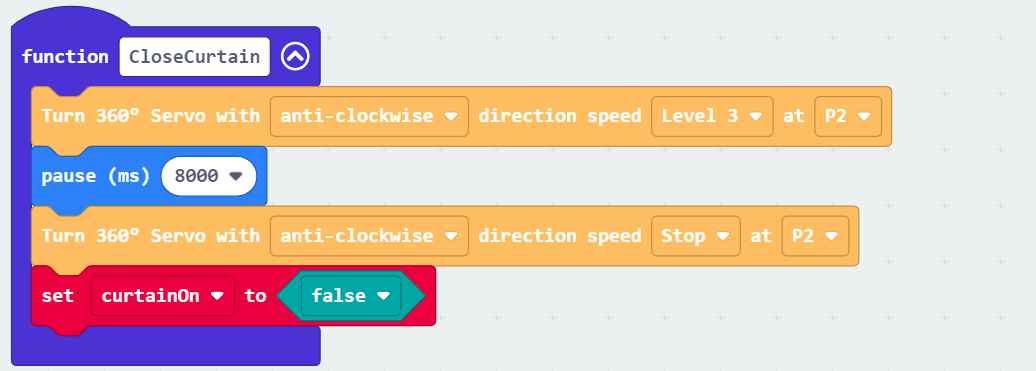 function CloseCurtain
Turn 360° Servo with anti-clockwise direction speed Level 3 at P2
pause (ms) 8000
Turn 360° Servo with anti-clockwise direction speed Stop at P2
set curtainOn to false